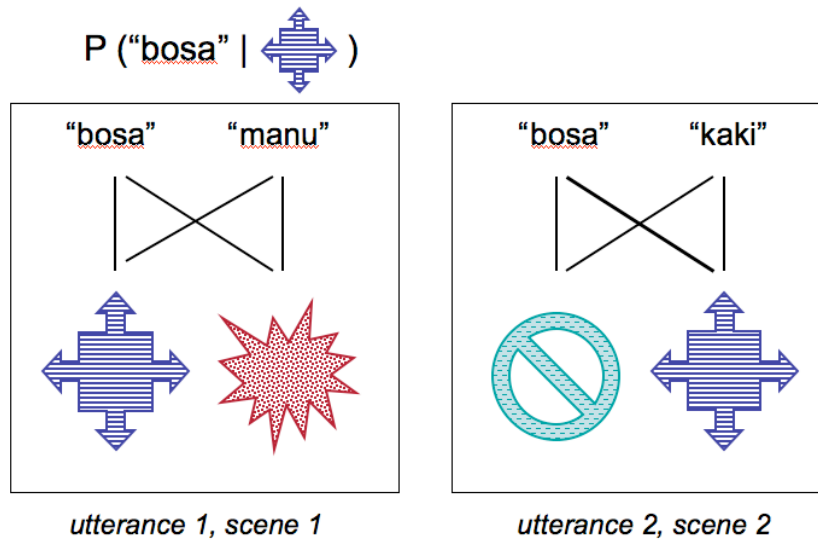 P (“bosa” | )
“bosa” “manu”
“bosa” “kaki”
utterance 1, scene 1
utterance 2, scene 2